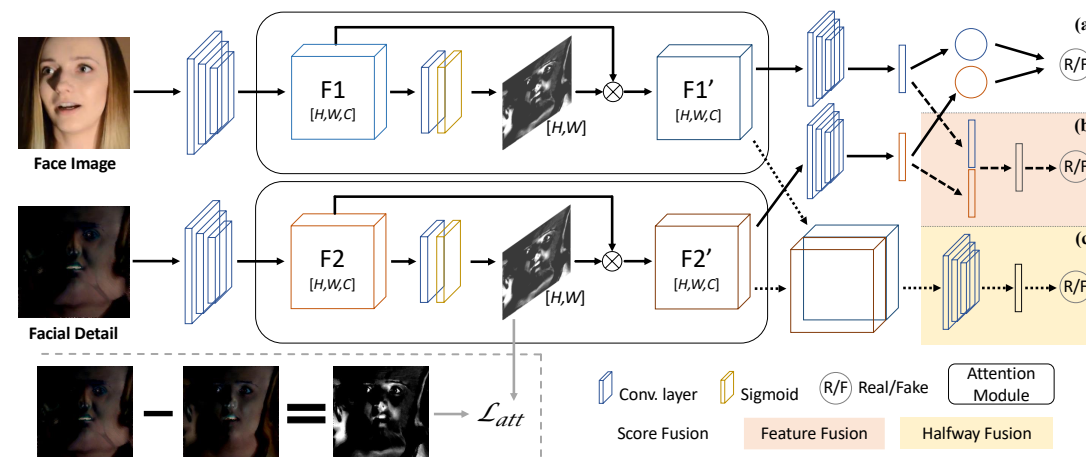 (a)
F1
[H,W,C]
[H,W]
F1’
[H,W,C]
R/F
Face Image
(b)
R/F
F2
[H,W,C]
[H,W]
F2’
[H,W,C]
(c)
R/F
Facial Detail
ℒatt
Conv. layer
Sigmoid
R/F Real/Fake
Attention
Module
Score Fusion
Feature Fusion
Halfway Fusion